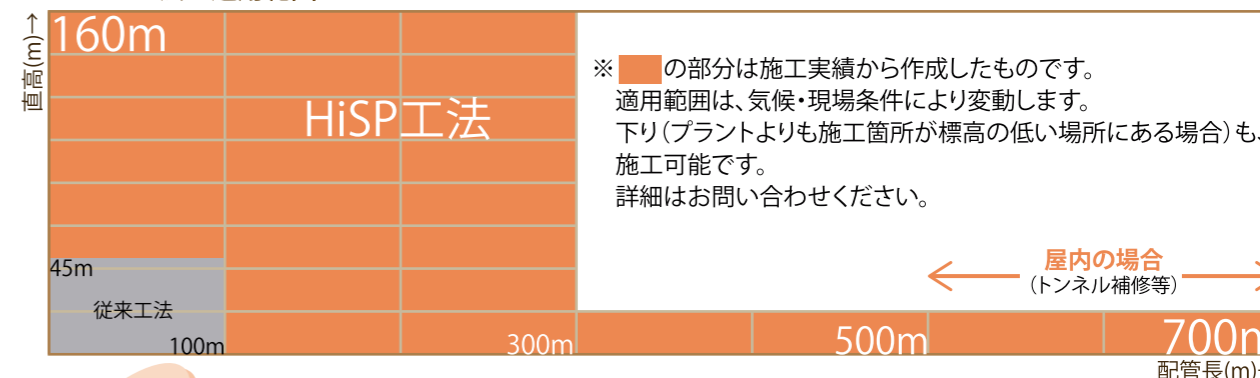 直高(m)→
160m
HiSP工法
45m
従来工法
100m
300m
500m
※ の部分は施工実績から作成したものです。
適用範囲は、気候・現場条件により変動します。
下り（プラントよりも施工箇所が標高の低い場所にある場合）も、
施工可能です。
詳細はお問い合わせください。
屋内の場合
（トンネル補修等）
700m
配管長(m)